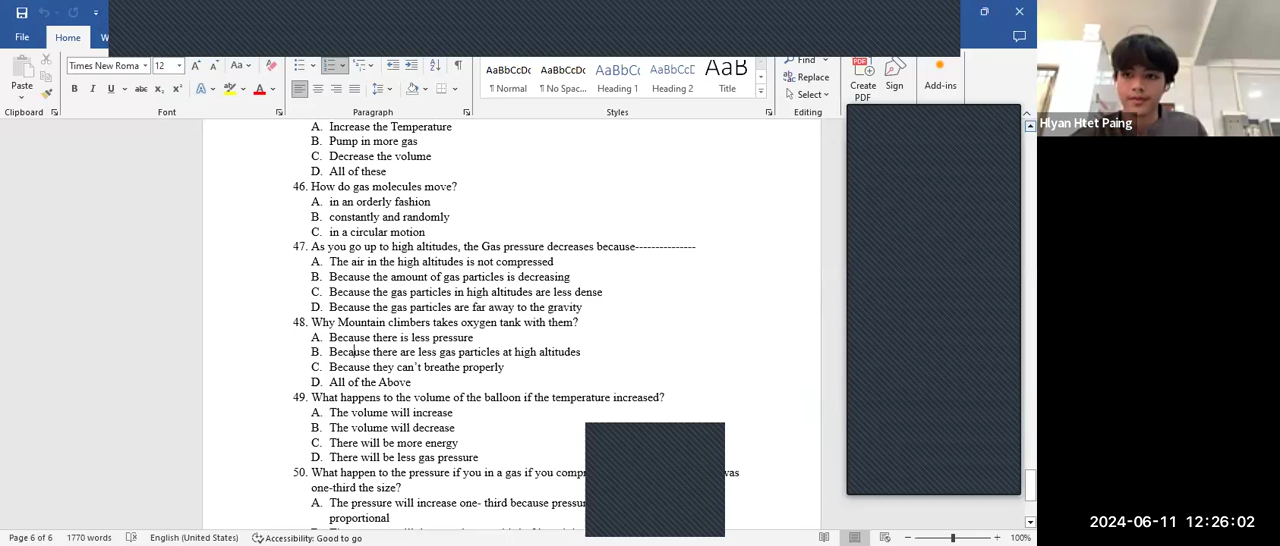 File Home
Times New Roma 12 Find
Paste B I U abc A A AaBbCcDc AaBbCcDc AaBbCc AaBbCcD AaB Replace Create PDF Sign Add-ins
¶ Normal ¶ No Spac... Heading 1 Heading 2 Title Select
Clipboard Font Paragraph Styles Editing
A. Increase the Temperature
B. Pump in more gas
C. Decrease the volume
D. All of these
46. How do gas molecules move?
A. in an orderly fashion
B. constantly and randomly
C. in a circular motion
47. As you go up to high altitudes, the Gas pressure decreases because---------------
A. The air in the high altitudes is not compressed
B. Because the amount of gas particles is decreasing
C. Because the gas particles in high altitudes are less dense
D. Because the gas particles are far away to the gravity
48. Why Mountain climbers takes oxygen tank with them?
A. Because there is less pressure
B. Because there are less gas particles at high altitudes
C. Because they can't breathe properly
D. All of the Above
49. What happens to the volume of the balloon if the temperature increased?
A. The volume will increase
B. The volume will decrease
C. There will be more energy
D. There will be less gas pressure
50. What happen to the pressure if you in a gas if you was
one-third the size?
A. The pressure will increase one- third because
proportional
Page 6 of 6 1770 words English (United States) Accessibility: Good to go 100%
Hlyan Htet Paing
2024-06-11 12:26:02